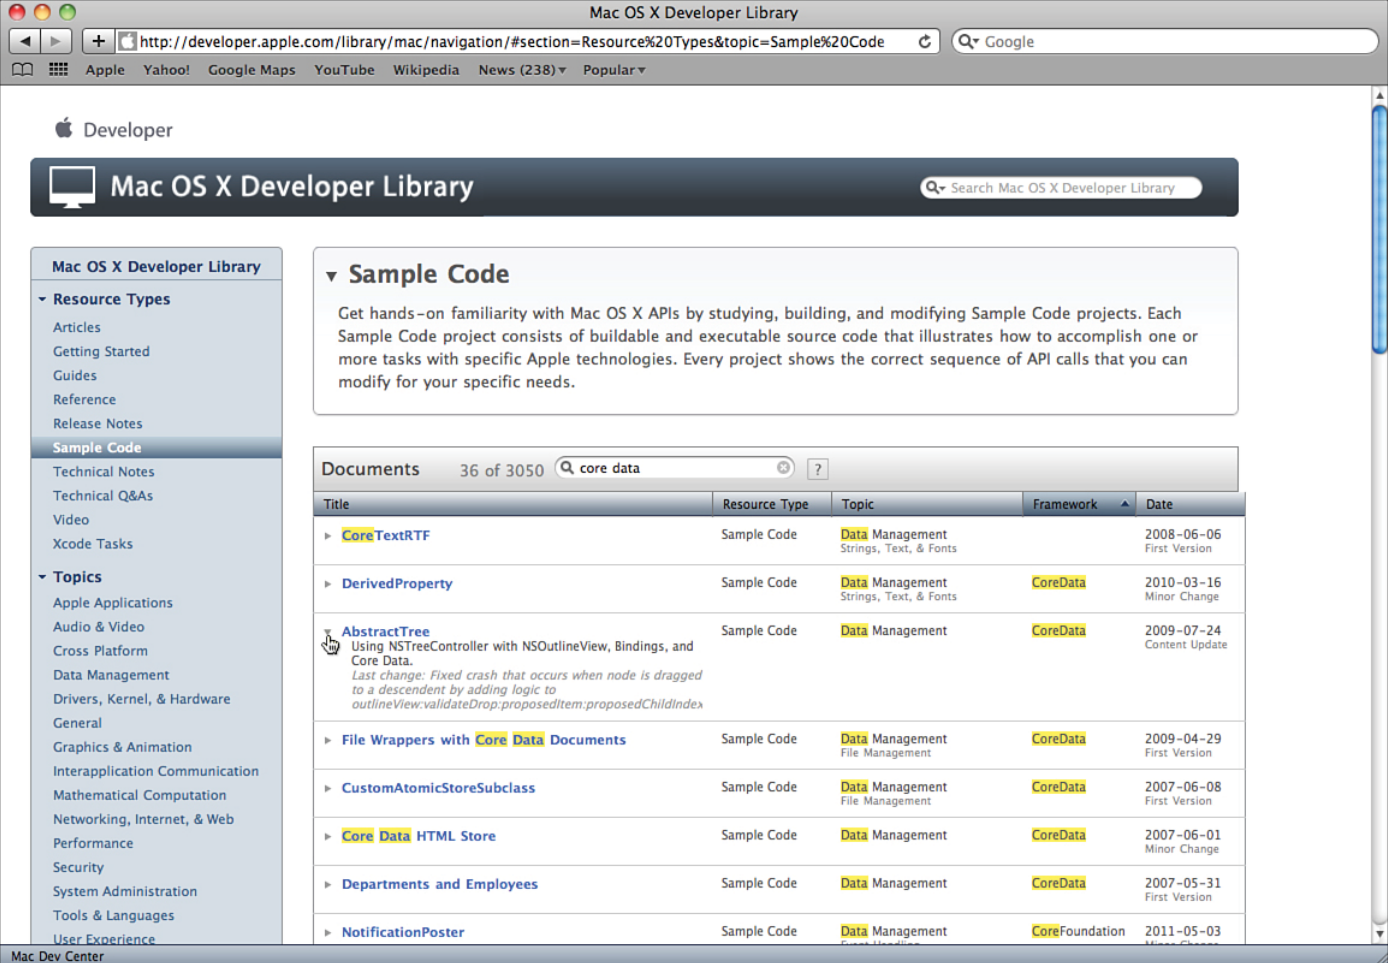 Mac OS X Developer Library
http://developer.apple.com/library/mac/navigation/#section=Resource%20Types&topic=Sample%20Code
Google
Apple Yahoo! Google Maps YouTube Wikipedia News (238) Popular
Developer
Mac OS X Developer Library
Search Mac OS X Developer Library
Mac OS X Developer Library
Resource Types
Articles
Getting Started
Guides
Reference
Release Notes
Sample Code
Technical Notes
Technical Q&As
Video
Xcode Tasks
Topics
Apple Applications
Audio & Video
Cross Platform
Data Management
Drivers, Kernel, & Hardware
General
Graphics & Animation
Interapplication Communication
Mathematical Computation
Networking, Internet, & Web
Performance
Security
System Administration
Tools & Languages
User Experience
Sample Code
Get hands-on familiarity with Mac OS X APIs by studying, building, and modifying Sample Code projects. Each
Sample Code project consists of buildable and executable source code that illustrates how to accomplish one or
more tasks with specific Apple technologies. Every project shows the correct sequence of API calls that you can
modify for your specific needs.
Documents 36 of 3050 core data ?
Title Resource Type Topic Framework Date
CoreTextRTF Sample Code Data Management 2008-06-06
Strings, Text, & Fonts First Version
DerivedProperty Sample Code Data Management CoreData 2010-03-16
Strings, Text, & Fonts Minor Change
AbstractTree Sample Code Data Management CoreData 2009-07-24
Content Update
Using NSTreeController with NSOutlineView, Bindings, and
Core Data.
Last change: Fixed crash that occurs when node is dragged
to a descendent by adding logic to
outlineView:validateDrop:proposedItem:proposedChildIndex
File Wrappers with Core Data Documents Sample Code Data Management CoreData 2009-04-29
File Management First Version
CustomAtomicStoreSubclass Sample Code Data Management CoreData 2007-06-08
File Management First Version
Core Data HTML Store Sample Code Data Management CoreData 2007-06-01
Minor Change
Departments and Employees Sample Code Data Management CoreData 2007-05-31
First Version
NotificationPoster Sample Code Data Management CoreFoundation 2011-05-03
Event Handling Minor Change
Mac Dev Center